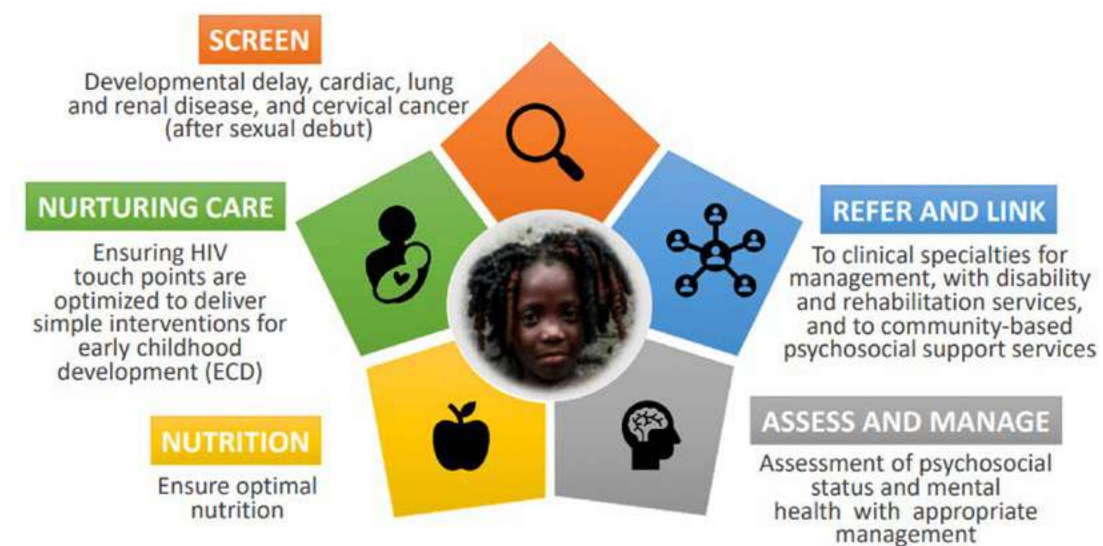 SCREEN
Developmental delay, cardiac, lung
and renal disease, and cervical cancer
(after sexual debut)
NURTURING CARE
Ensuring HIV
touch points are
optimized to deliver
simple interventions for
early childhood
development (ECD)
REFER AND LINK
To clinical specialties for
management, with disability
and rehabilitation services,
and to community-based
psychosocial support services
NUTRITION
Ensure optimal
nutrition
ASSESS AND MANAGE
Assessment of psychosocial
status and mental
health with appropriate
management